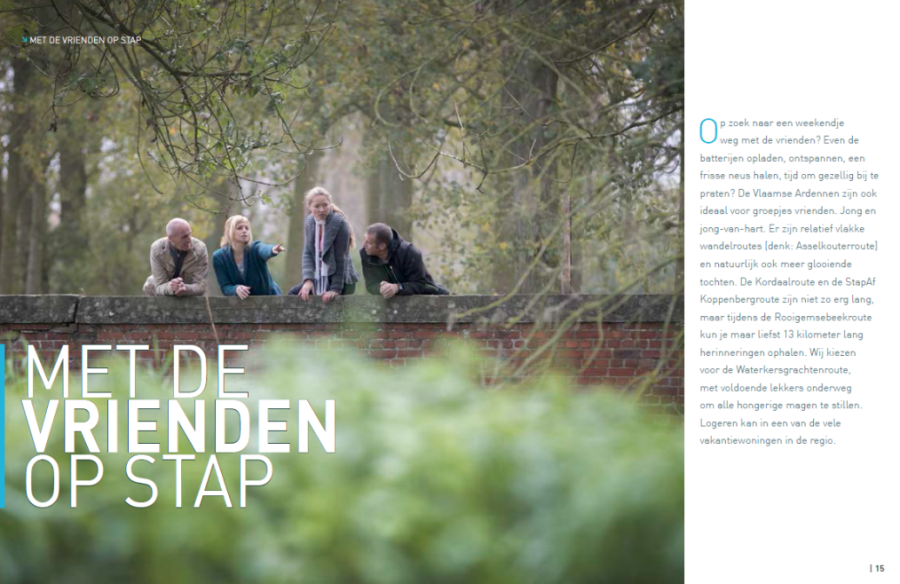 MET DE VRIENDEN OP STAP
MET DE
VRIENDEN
OP STAP
Op zoek naar een weekendje
weg met de vrienden? Even de
batterijen opladen, ontspannen, een
frisse neus halen, tijd om gezellig bij te
praten? De Vlaamse Ardennen zijn ook
ideaal voor groepjes vrienden. Jong en
jong-van-hart. Er zijn relatief vlakke
wandelroutes (denk: Asselkouterroute)
en natuurlijk ook meer glooiende
tochten. De Kordaalroute en de StapAf
Koppenbergroute zijn niet zo erg lang,
maar tijdens de Rooigemsebeekroute
kun je maar liefst 13 kilometer lang
herinneringen ophalen. Wij kiezen
voor de Waterkersgrachtenroute,
met voldoende lekkers onderweg
om alle hongerige magen te stillen.
Logeren kan in een van de vele
vakantiewoningen in de regio.
| 15